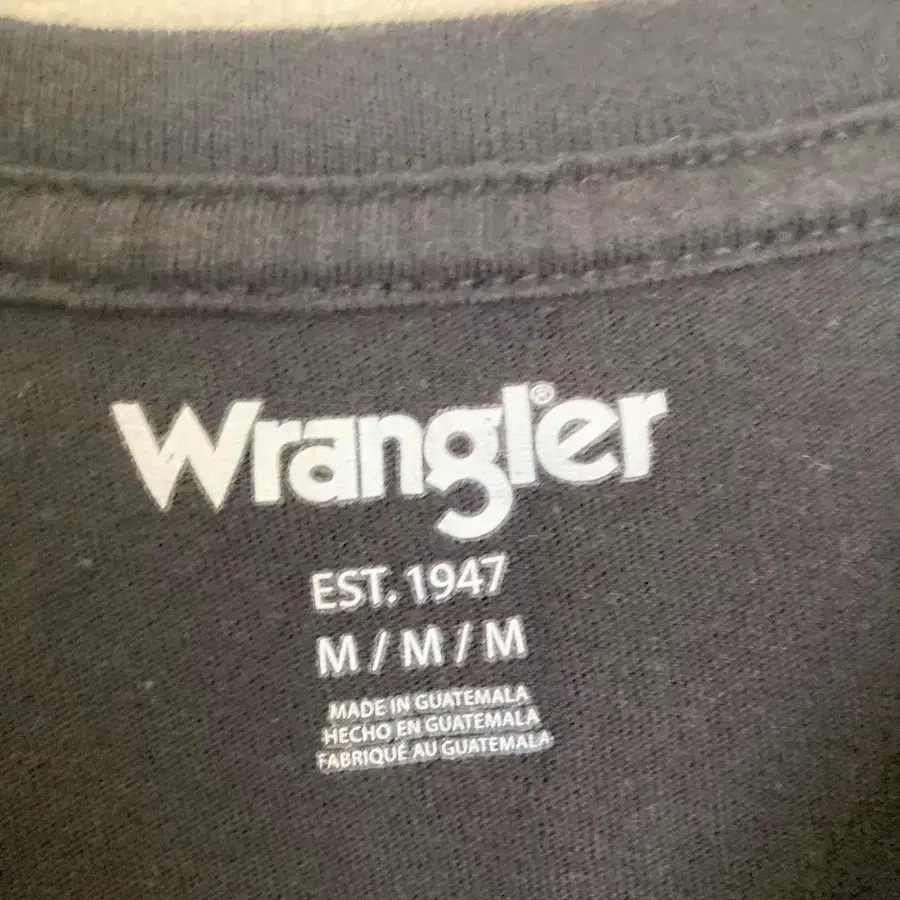 Wrangler®
EST. 1947
M / M / M
MADE IN GUATEMALA
HECHO EN GUATEMALA
FABRIQUÉ AU GUATEMALA